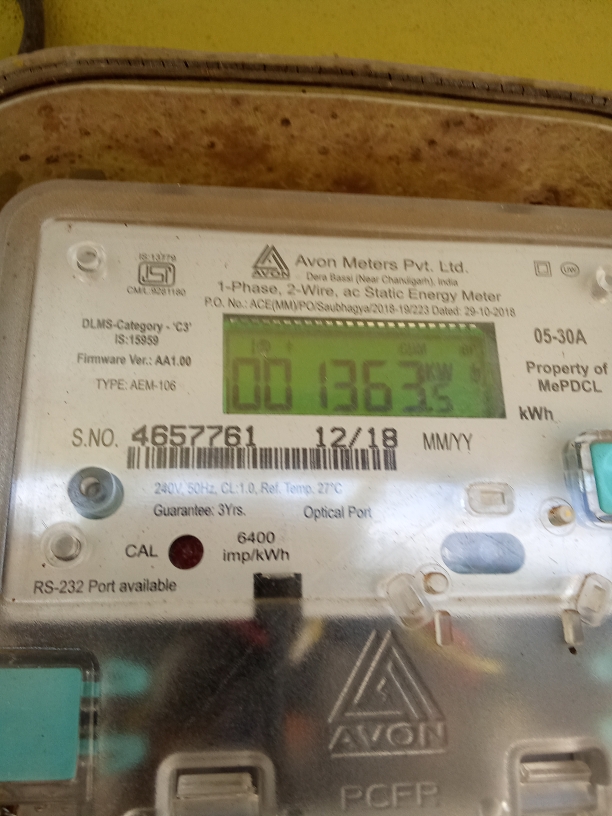 IS:13779
ISI
CM/L:9281180
AVON
Avon Meters Pvt. Ltd.
Dera Bassi (Near Chandigarh), India
1-Phase, 2-Wire, ac Static Energy Meter
P.O. No.: ACE(MM)/PO/Saubhagya/2018-19/223 Dated: 29-10-2018
DLMS-Category - 'C3'
IS:15959
Firmware Ver.: AA1.00
TYPE: AEM-106
001363.5 KW h
05-30A
Property of
MePDCL
kWh
S.NO. 4657761 12/18 MM/YY
240V, 50Hz, CL:1.0, Ref. Temp. 27°C
Guarantee: 3Yrs. Optical Port
CAL 6400
imp/kWh
RS-232 Port available
AVON
PCFP